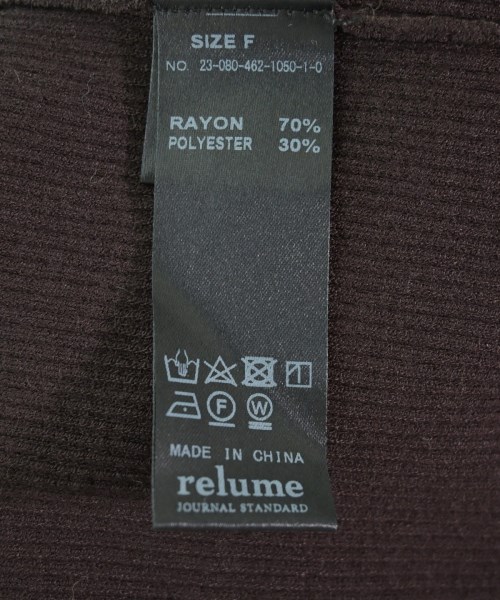 SIZE F
NO. 23-080-462-1050-1-0
RAYON 70%
POLYESTER 30%
F W
MADE IN CHINA
relume
JOURNAL STANDARD